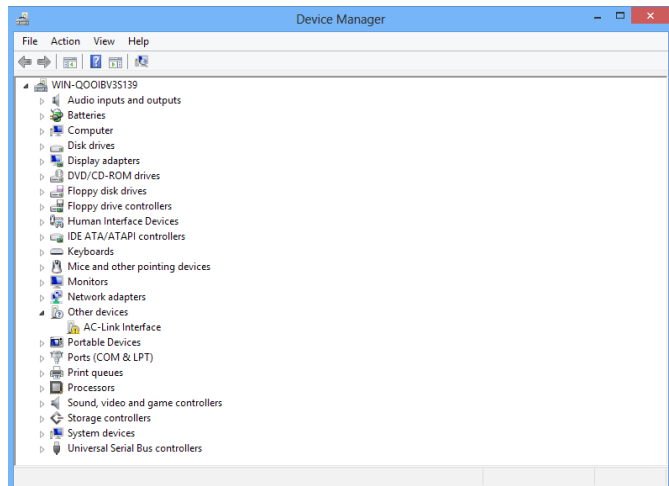 Device Manager
File Action View Help
WIN-QOOIBV3S139
Audio inputs and outputs
Batteries
Computer
Disk drives
Display adapters
DVD/CD-ROM drives
Floppy disk drives
Floppy drive controllers
Human Interface Devices
IDE ATA/ATAPI controllers
Keyboards
Mice and other pointing devices
Monitors
Network adapters
Other devices
AC-Link Interface
Portable Devices
Ports (COM & LPT)
Print queues
Processors
Sound, video and game controllers
Storage controllers
System devices
Universal Serial Bus controllers